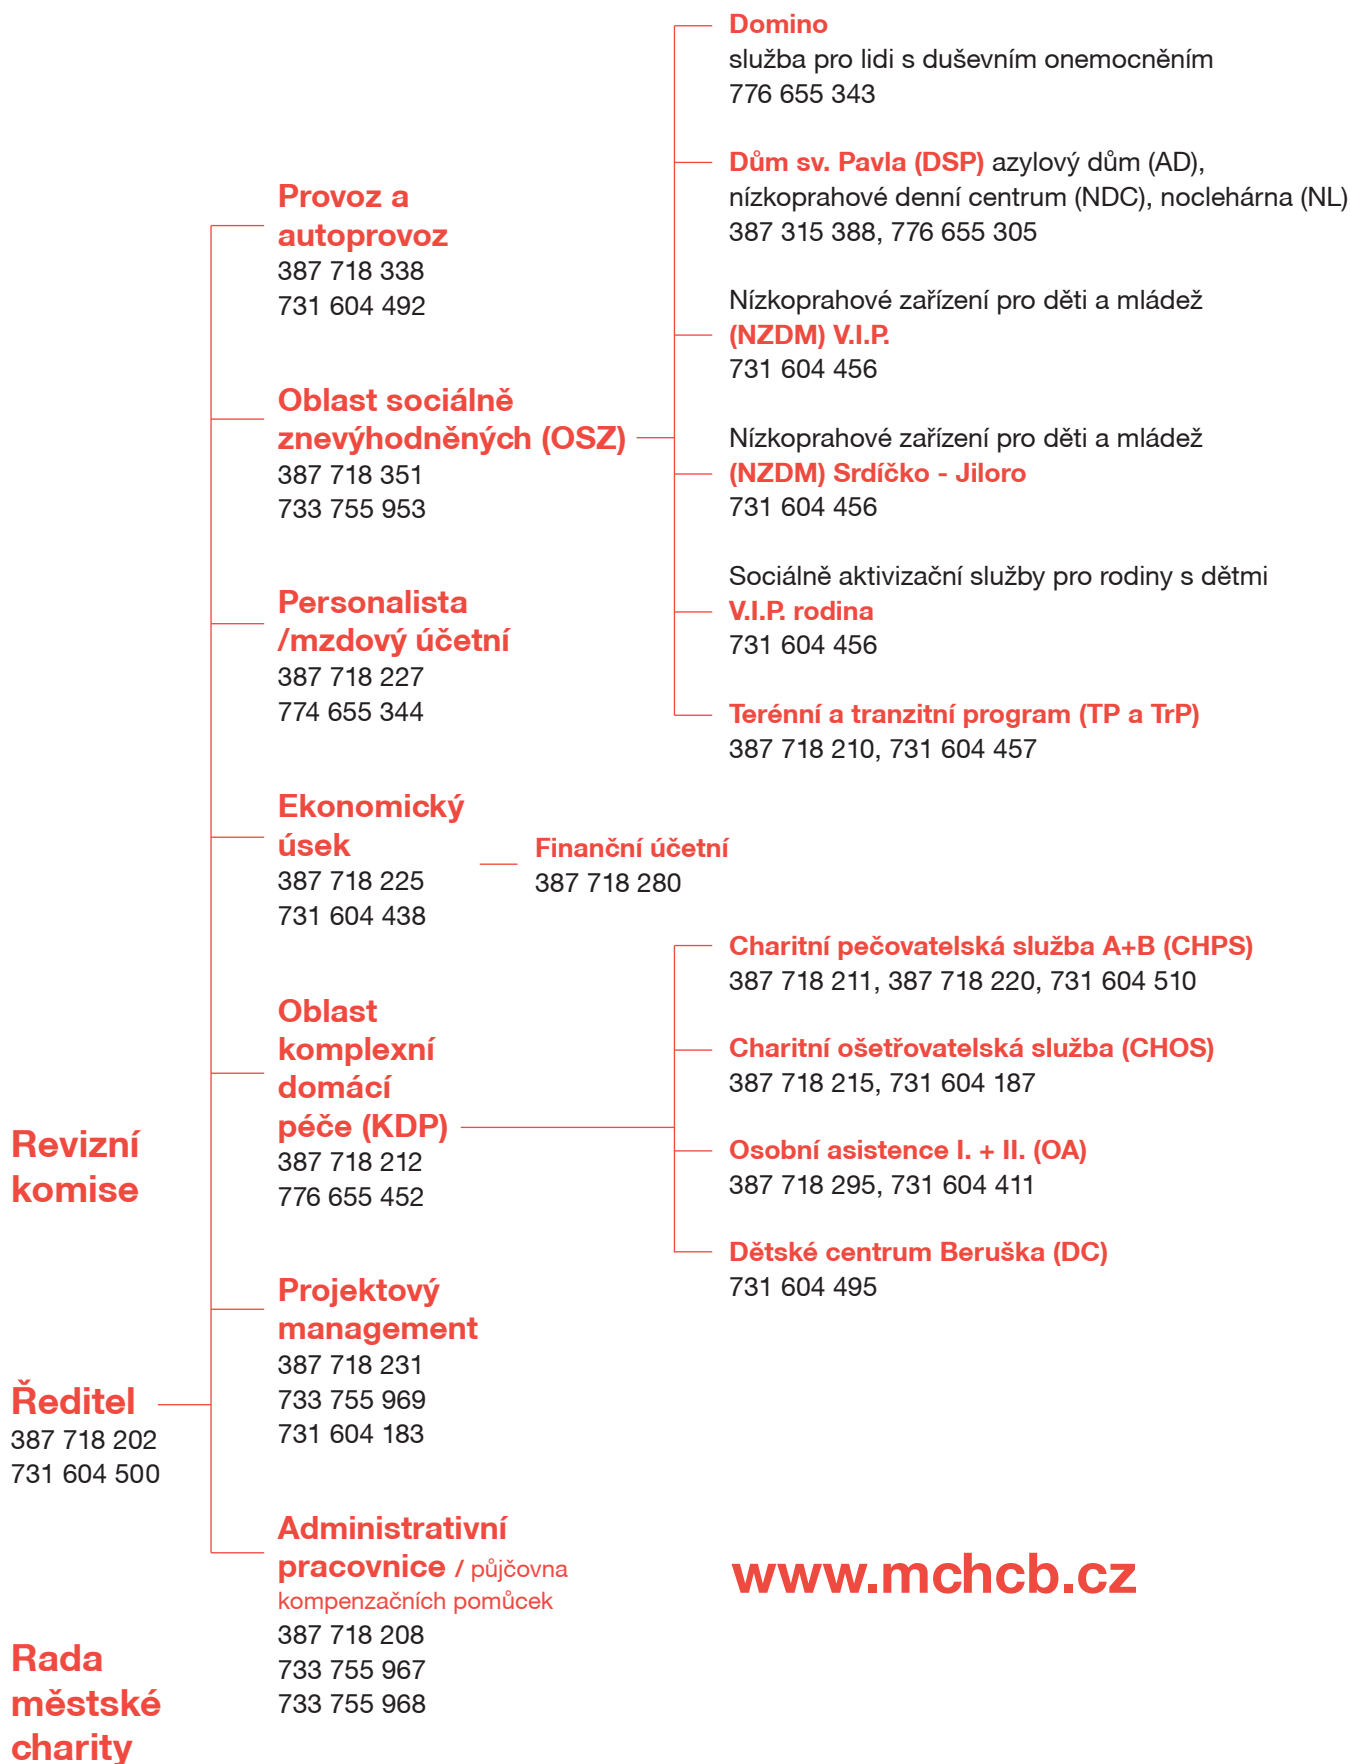 Revizní
komise
Ředitel
387 718 202
731 604 500
Rada
městské
charity
Provoz a
autoprovoz
387 718 338
731 604 492
Oblast sociálně
znevýhodněných (OSZ)
387 718 351
733 755 953
Personalista
/mzdový účetní
387 718 227
774 655 344
Ekonomický
úsek
387 718 225
731 604 438
Finanční účetní
387 718 280
Oblast
komplexní
domácí
péče (KDP)
387 718 212
776 655 452
Projektový
management
387 718 231
733 755 969
731 604 183
Administrativní
pracovnice / půjčovna
kompenzačních pomůcek
387 718 208
733 755 967
733 755 968
Domino
služba pro lidi s duševním onemocněním
776 655 343
Dům sv. Pavla (DSP) azylový dům (AD),
nízkoprahové denní centrum (NDC), noclehárna (NL)
387 315 388, 776 655 305
Nízkoprahové zařízení pro děti a mládež
(NZDM) V.I.P.
731 604 456
Nízkoprahové zařízení pro děti a mládež
(NZDM) Srdíčko - Jiloro
731 604 456
Sociálně aktivizační služby pro rodiny s dětmi
V.I.P. rodina
731 604 456
Terénní a tranzitní program (TP a TrP)
387 718 210, 731 604 457
Charitní pečovatelská služba A+B (CHPS)
387 718 211, 387 718 220, 731 604 510
Charitní ošetřovatelská služba (CHOS)
387 718 215, 731 604 187
Osobní asistence I. + II. (OA)
387 718 295, 731 604 411
Dětské centrum Beruška (DC)
731 604 495
www.mchcb.cz